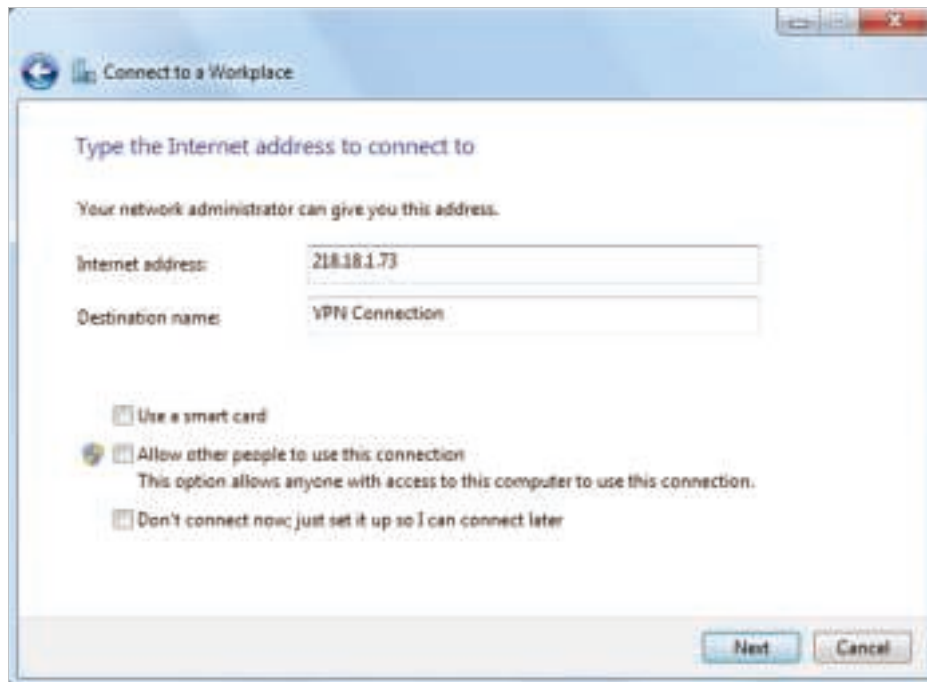 Connect to a Workplace
Type the Internet address to connect to
Your network administrator can give you this address.
Internet address: 218.18.1.73
Destination name: VPN Connection
Use a smart card
Allow other people to use this connection
This option allows anyone with access to this computer to use this connection.
Don't connect now; just set it up so I can connect later
Next Cancel